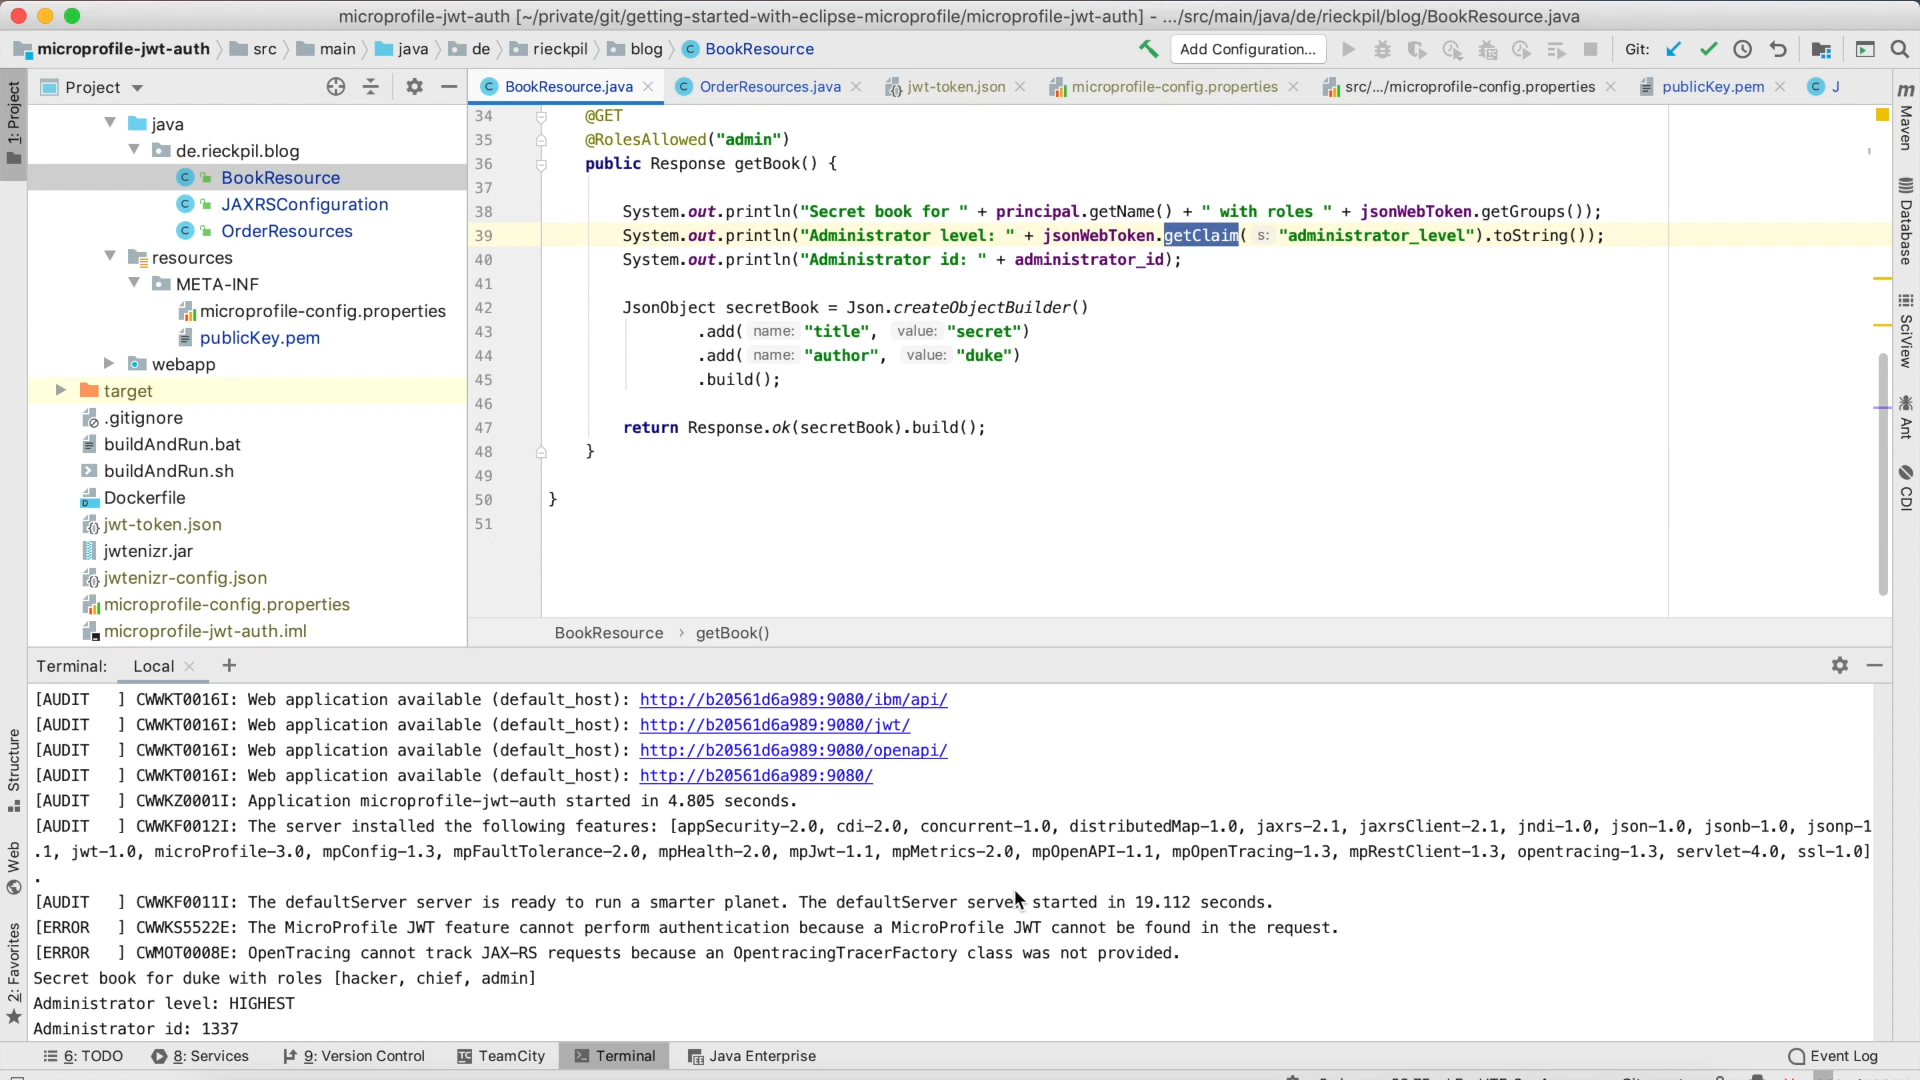 microprofile-jwt-auth [~/private/git/getting-started-with-eclipse-microprofile/microprofile-jwt-auth] - .../src/main/java/de/rieckpil/blog/BookResource.java
microprofile-jwt-auth src main java de rieckpil blog BookResource Add Configuration... Git:
Project
BookResource.java OrderResources.java jwt-token.json microprofile-config.properties src/.../microprofile-config.properties publicKey.pem J
1: Project
java
de.rieckpil.blog
BookResource
JAXRSConfiguration
OrderResources
resources
META-INF
microprofile-config.properties
publicKey.pem
webapp
target
.gitignore
buildAndRun.bat
buildAndRun.sh
Dockerfile
jwt-token.json
jwtenizr.jar
jwtenizr-config.json
microprofile-config.properties
microprofile-jwt-auth.iml
34 @GET
35 @RolesAllowed("admin")
36 public Response getBook() {
37
38 System.out.println("Secret book for " + principal.getName() + " with roles " + jsonWebToken.getGroups());
39 System.out.println("Administrator level: " + jsonWebToken.getClaim( s: "administrator_level").toString());
40 System.out.println("Administrator id: " + administrator_id);
41
42 JsonObject secretBook = Json.createObjectBuilder()
43 .add( name: "title", value: "secret")
44 .add( name: "author", value: "duke")
45 .build();
46
47 return Response.ok(secretBook).build();
48 }
49
50 }
51
BookResource › getBook()
Maven
Database
SciView
Ant
CDI
Terminal: Local
[AUDIT   ] CWWKT0016I: Web application available (default_host): http://b20561d6a989:9080/ibm/api/
[AUDIT   ] CWWKT0016I: Web application available (default_host): http://b20561d6a989:9080/jwt/
[AUDIT   ] CWWKT0016I: Web application available (default_host): http://b20561d6a989:9080/openapi/
[AUDIT   ] CWWKT0016I: Web application available (default_host): http://b20561d6a989:9080/
[AUDIT   ] CWWKZ0001I: Application microprofile-jwt-auth started in 4.805 seconds.
[AUDIT   ] CWWKF0012I: The server installed the following features: [appSecurity-2.0, cdi-2.0, concurrent-1.0, distributedMap-1.0, jaxrs-2.1, jaxrsClient-2.1, jndi-1.0, json-1.0, jsonb-1.0, jsonp-1
.1, jwt-1.0, microProfile-3.0, mpConfig-1.3, mpFaultTolerance-2.0, mpHealth-2.0, mpJwt-1.1, mpMetrics-2.0, mpOpenAPI-1.1, mpOpenTracing-1.3, mpRestClient-1.3, opentracing-1.3, servlet-4.0, ssl-1.0]
.
[AUDIT   ] CWWKF0011I: The defaultServer server is ready to run a smarter planet. The defaultServer server started in 19.112 seconds.
[ERROR   ] CWWKS5522E: The MicroProfile JWT feature cannot perform authentication because a MicroProfile JWT cannot be found in the request.
[ERROR   ] CWMOT0008E: OpenTracing cannot track JAX-RS requests because an OpentracingTracerFactory class was not provided.
Secret book for duke with roles [hacker, chief, admin]
Administrator level: HIGHEST
Administrator id: 1337
Structure
Web
2: Favorites
6: TODO 8: Services 9: Version Control TeamCity Terminal Java Enterprise Event Log